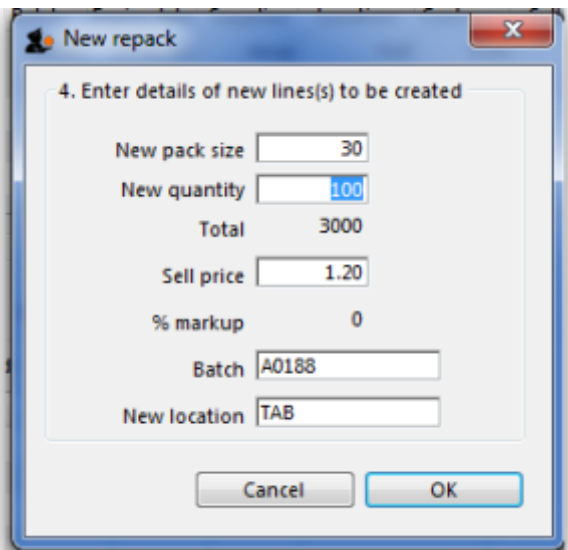 New repack
4. Enter details of new lines(s) to be created
New pack size 30
New quantity 100
Total 3000
Sell price 1.20
% markup 0
Batch A0188
New location TAB
Cancel OK